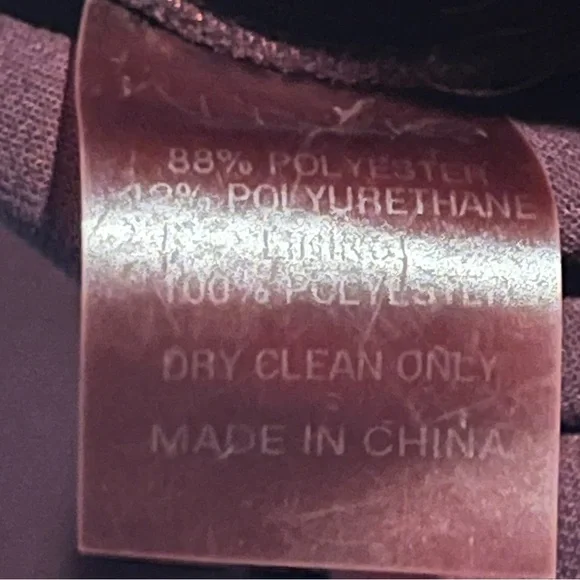 88% POLYESTER
12% POLYURETHANE
100% POLYESTER
DRY CLEAN ONLY
MADE IN CHINA